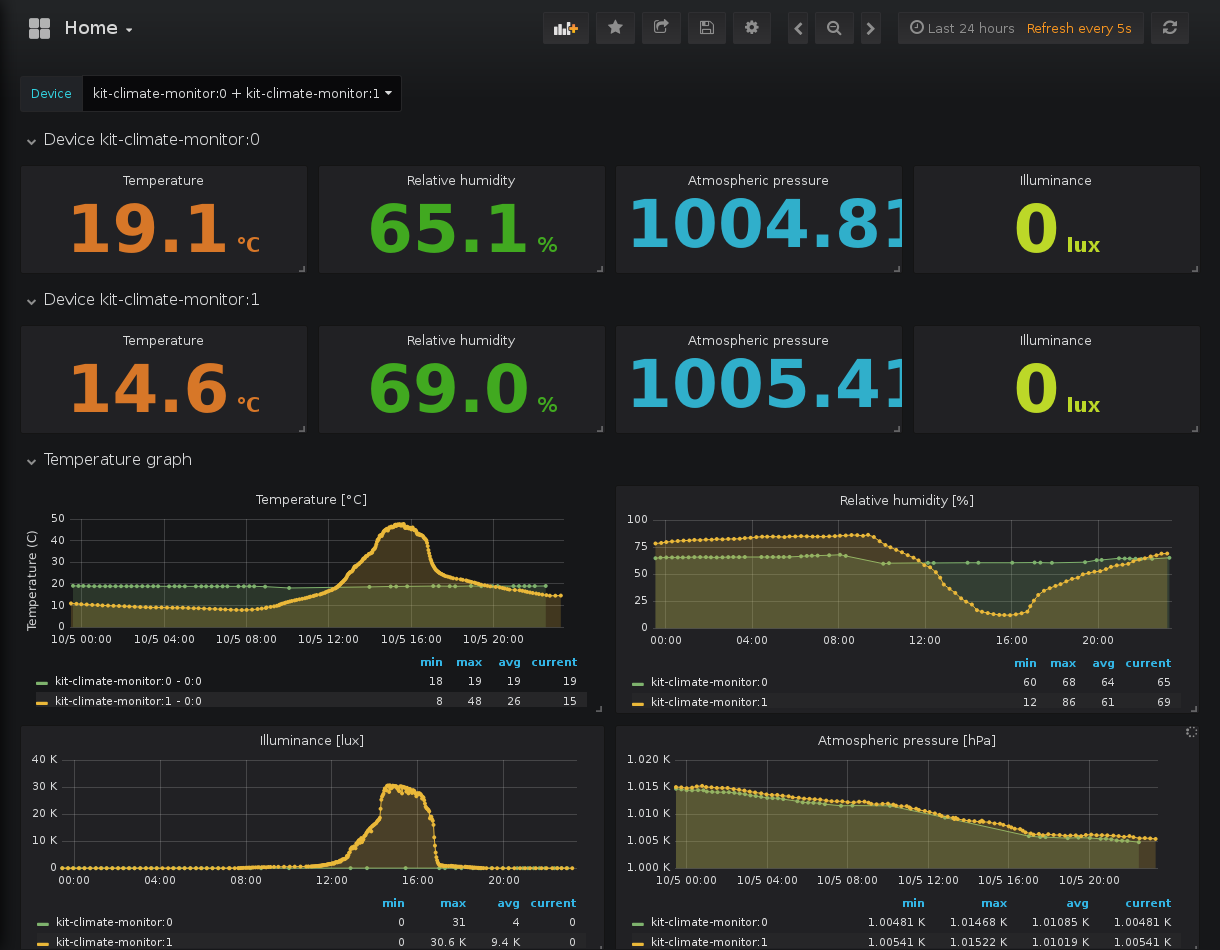 Home
Last 24 hours Refresh every 5s
Device kit-climate-monitor:0 + kit-climate-monitor:1
Device kit-climate-monitor:0
Temperature Relative humidity Atmospheric pressure Illuminance
19.1 °C 65.1 % 1004.81 0 lux
Device kit-climate-monitor:1
Temperature Relative humidity Atmospheric pressure Illuminance
14.6 °C 69.0 % 1005.41 0 lux
Temperature graph
Temperature [°C]
Temperature (C)
50
40
30
20
10
0
10/5 00:00 10/5 04:00 10/5 08:00 10/5 12:00 10/5 16:00 10/5 20:00
min max avg current
kit-climate-monitor:0 - 0:0 18 19 19 19
kit-climate-monitor:1 - 0:0 8 48 26 15
Relative humidity [%]
100
75
50
25
0
00:00 04:00 08:00 12:00 16:00 20:00
min max avg current
kit-climate-monitor:0 60 68 64 65
kit-climate-monitor:1 12 86 61 69
Illuminance [lux]
40 K
30 K
20 K
10 K
0
00:00 04:00 08:00 12:00 16:00 20:00
min max avg current
kit-climate-monitor:0 0 31 4 0
kit-climate-monitor:1 0 30.6 K 9.4 K 0
Atmospheric pressure [hPa]
1.020 K
1.015 K
1.010 K
1.005 K
1.000 K
10/5 00:00 10/5 04:00 10/5 08:00 10/5 12:00 10/5 16:00 10/5 20:00
min max avg current
kit-climate-monitor:0 1.00481 K 1.01468 K 1.01085 K 1.00481 K
kit-climate-monitor:1 1.00541 K 1.01522 K 1.01019 K 1.00541 K